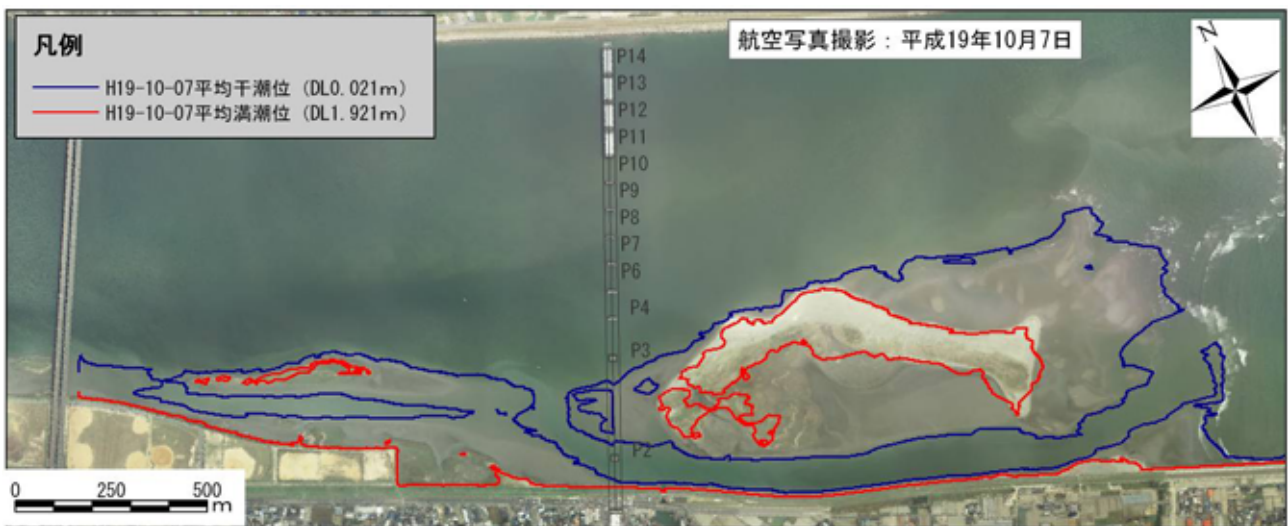 凡例
H19-10-07平均干潮位 (DL0.021m)
H19-10-07平均満潮位 (DL1.921m)
航空写真撮影：平成19年10月7日
N
P14
P13
P12
P11
P10
P9
P8
P7
P6
P4
P3
P2
0 250 500
m